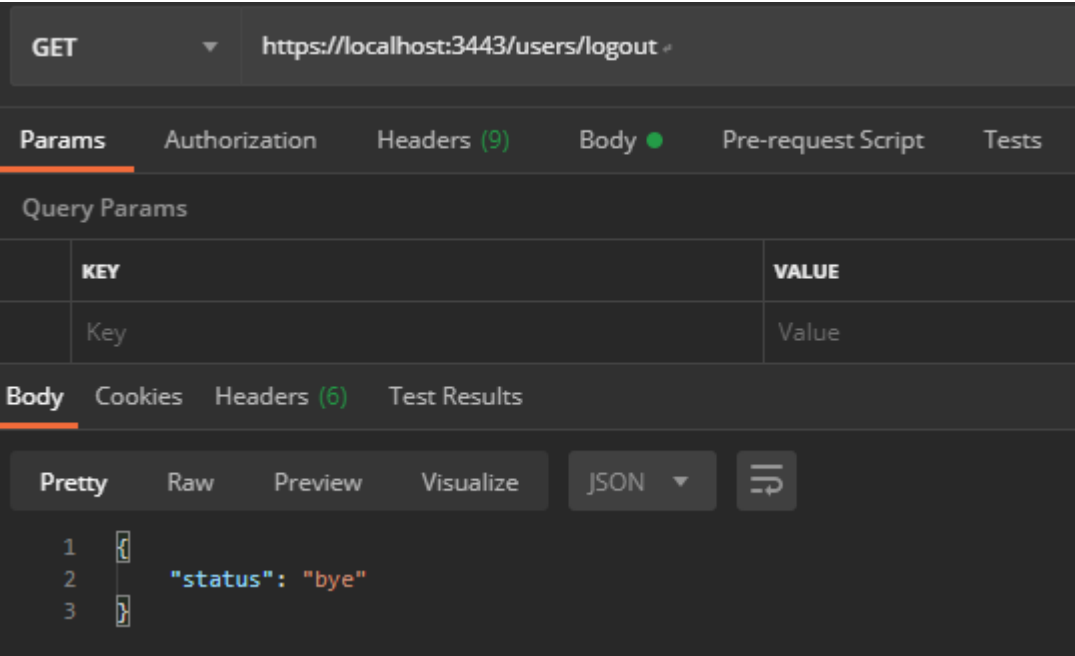 GET https://localhost:3443/users/logout
Params Authorization Headers (9) Body Pre-request Script Tests
Query Params
KEY VALUE
Key Value
Body Cookies Headers (6) Test Results
Pretty Raw Preview Visualize JSON
1 {
2 "status": "bye"
3 }